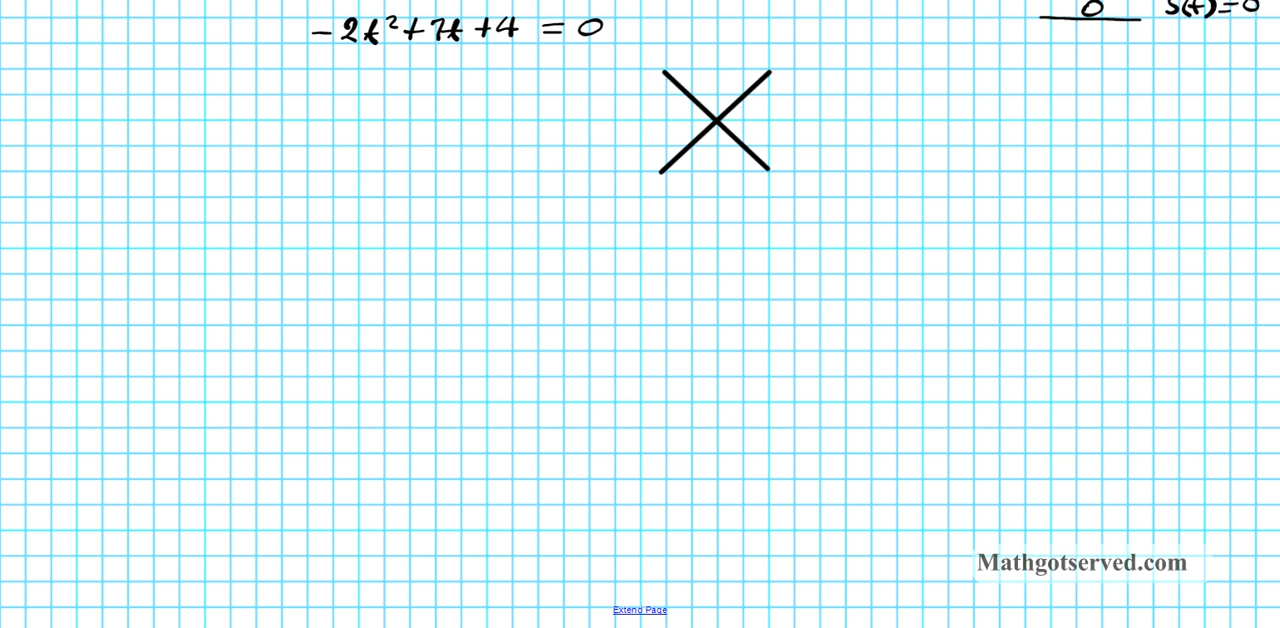 0 s(t)=0
-2t²+7t+4 = 0
Mathgotserved.com
Extend Page